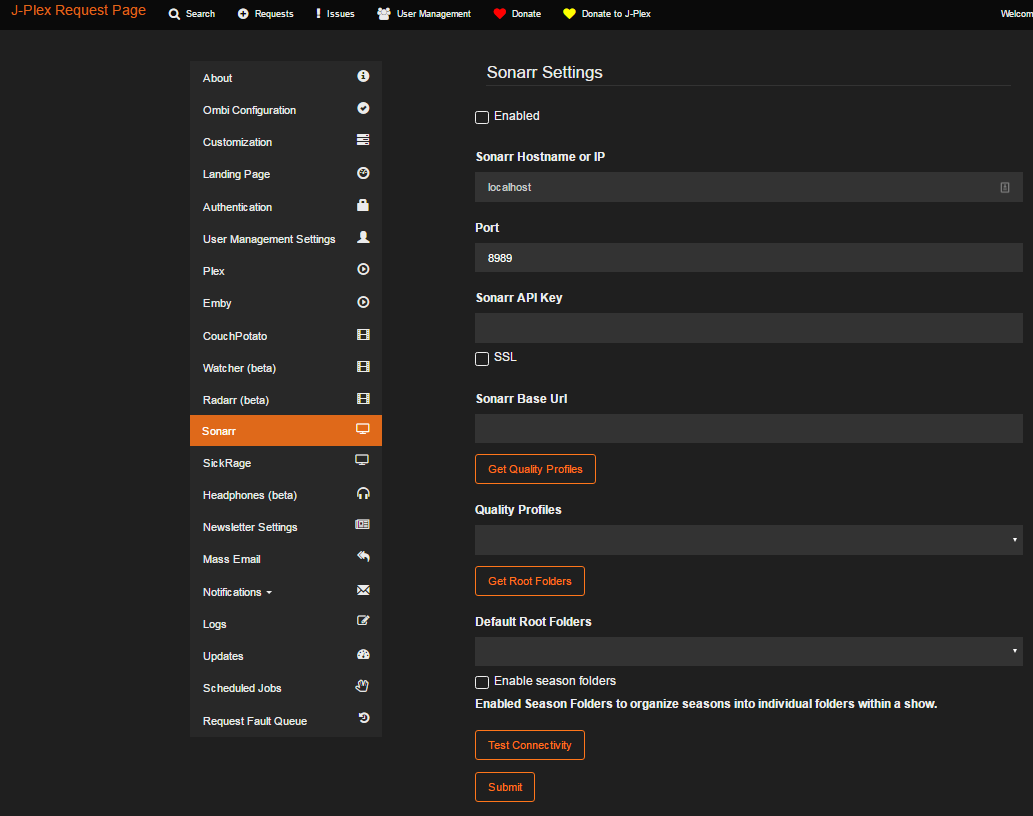 J-Plex Request Page Search Requests Issues User Management Donate Donate to J-Plex Welcom
About
Ombi Configuration
Customization
Landing Page
Authentication
User Management Settings
Plex
Emby
CouchPotato
Watcher (beta)
Radarr (beta)
Sonarr
SickRage
Headphones (beta)
Newsletter Settings
Mass Email
Notifications
Logs
Updates
Scheduled Jobs
Request Fault Queue
Sonarr Settings
Enabled
Sonarr Hostname or IP
localhost
Port
8989
Sonarr API Key
SSL
Sonarr Base Url
Get Quality Profiles
Quality Profiles
Get Root Folders
Default Root Folders
Enable season folders
Enabled Season Folders to organize seasons into individual folders within a show.
Test Connectivity
Submit